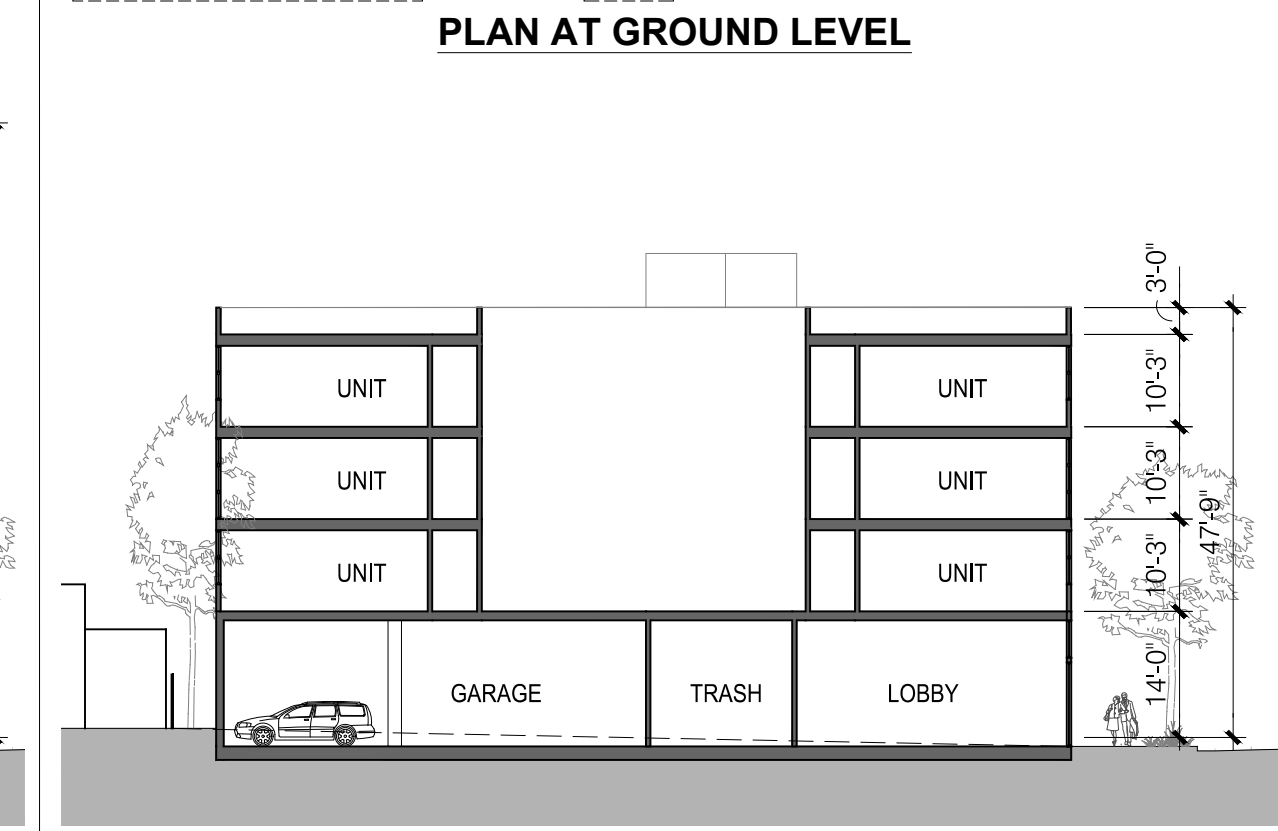 PLAN AT GROUND LEVEL
3'-0"
UNIT
UNIT
10'-3"
UNIT
UNIT
10'-3"
47'-9"
UNIT
UNIT
10'-3"
GARAGE
TRASH
LOBBY
14'-0"